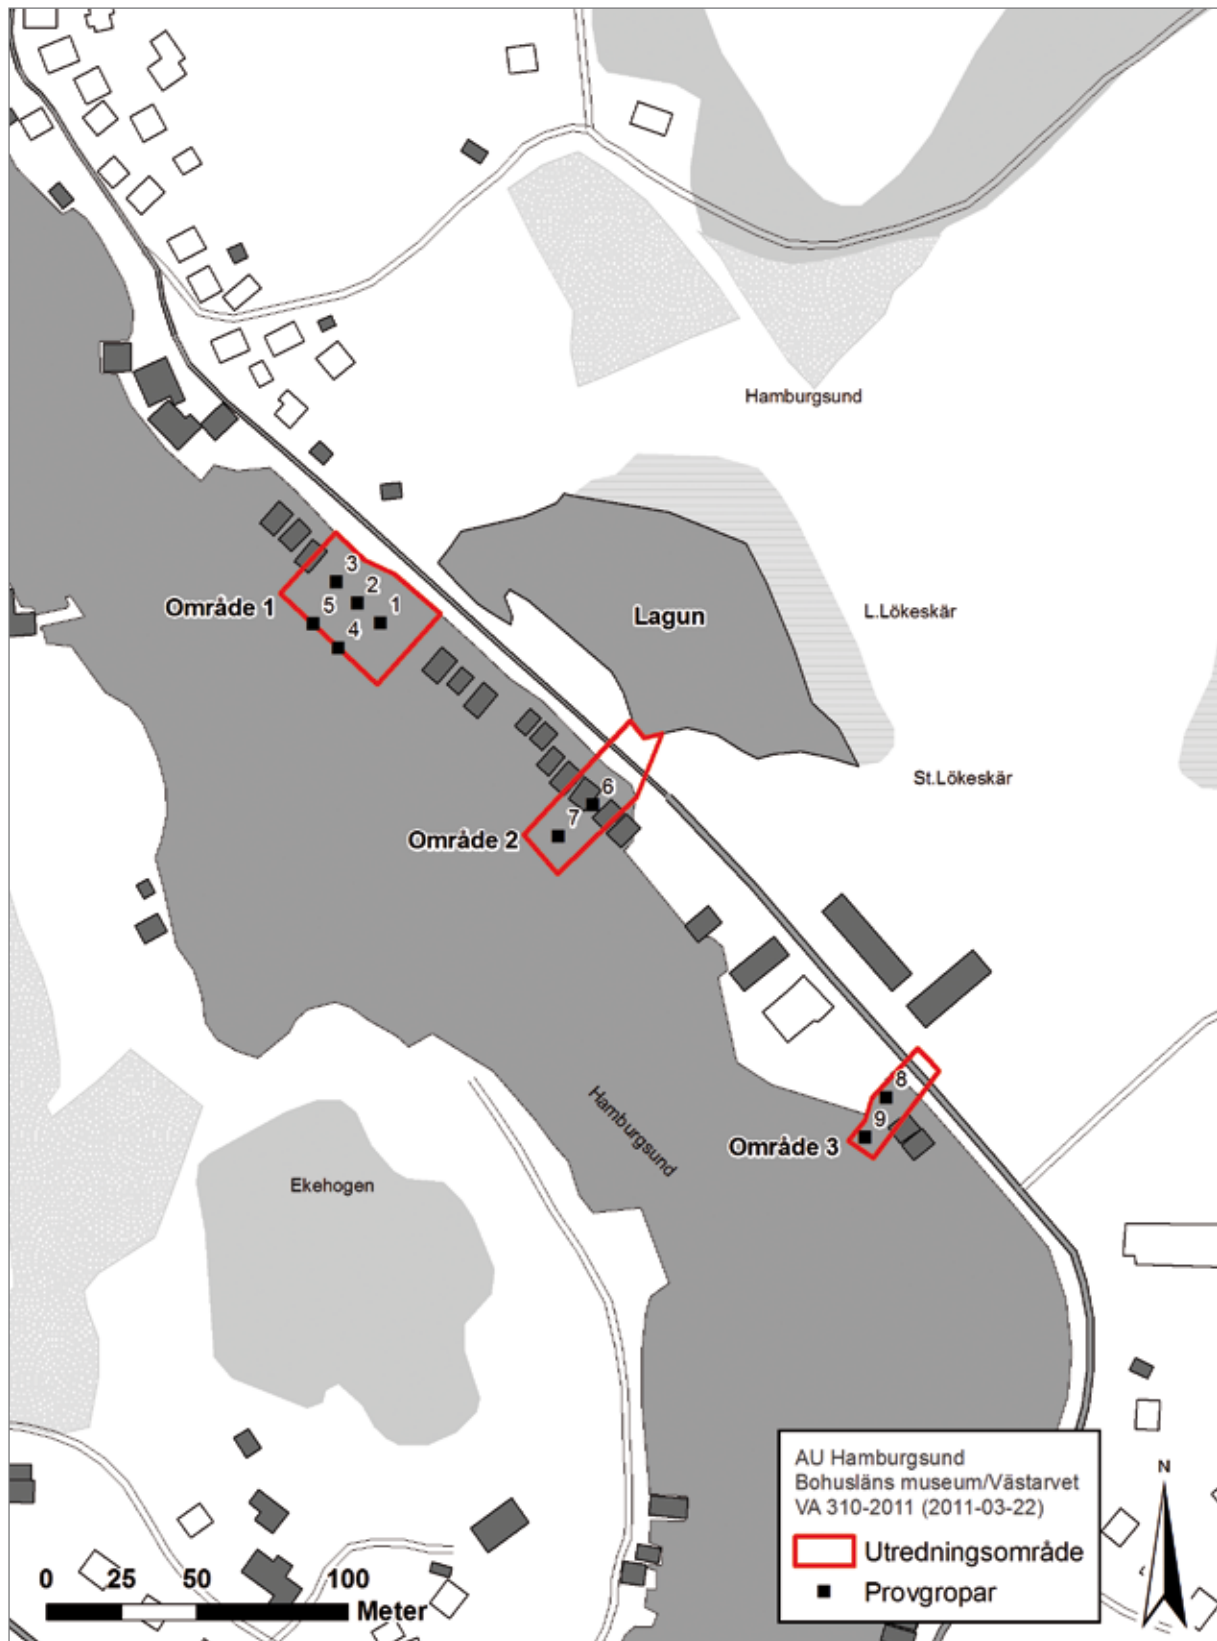 Hamburgsund
3
2
Område 1
5
1
4
Lagun
L.Lökeskär
St.Lökeskär
6
7
Område 2
8
9
Hamburgsund
Område 3
Ekehogen
AU Hamburgsund
Bohusläns museum/Västarvet
VA 310-2011 (2011-03-22)
Utredningsområde
Provgropar
N
0 25 50 100
Meter